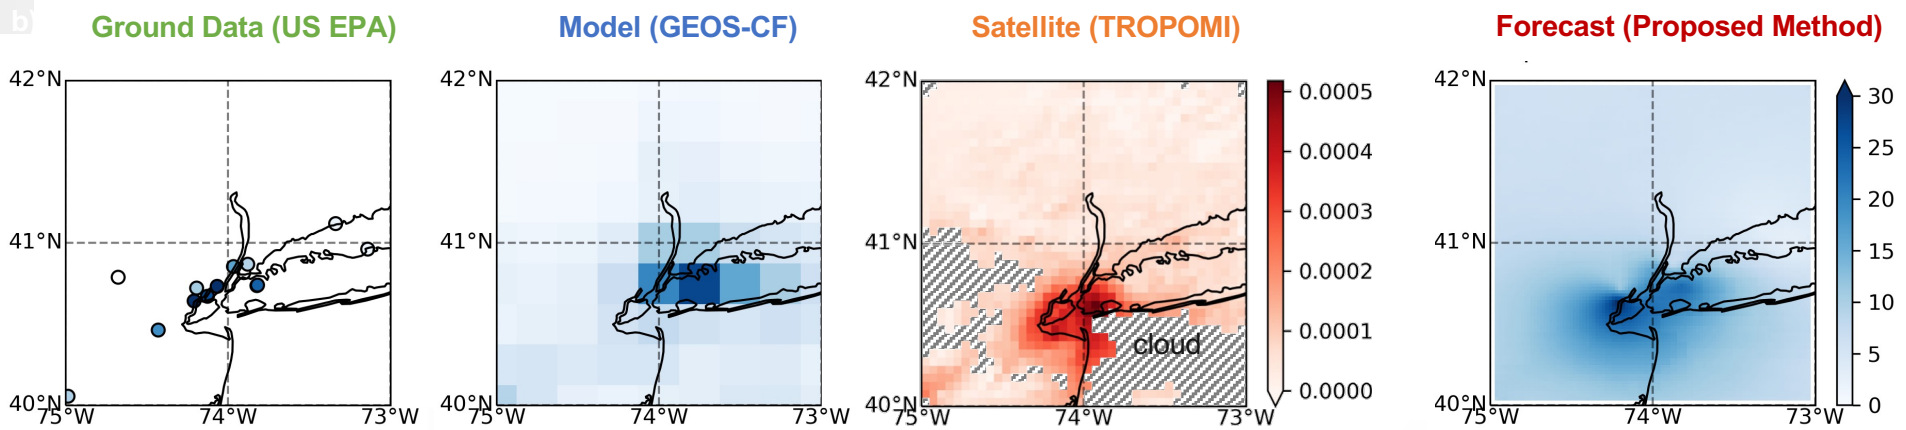 b)
Ground Data (US EPA)
Model (GEOS-CF)
Satellite (TROPOMI)
Forecast (Proposed Method)
42°N
41°N
40°N
75°W
74°W
73°W
42°N
41°N
40°N
75°W
74°W
73°W
42°N
41°N
40°N
75°W
74°W
73°W
cloud
0.0005
0.0004
0.0003
0.0002
0.0001
0.0000
42°N
41°N
40°N
75°W
74°W
73°W
30
25
20
15
10
5
0